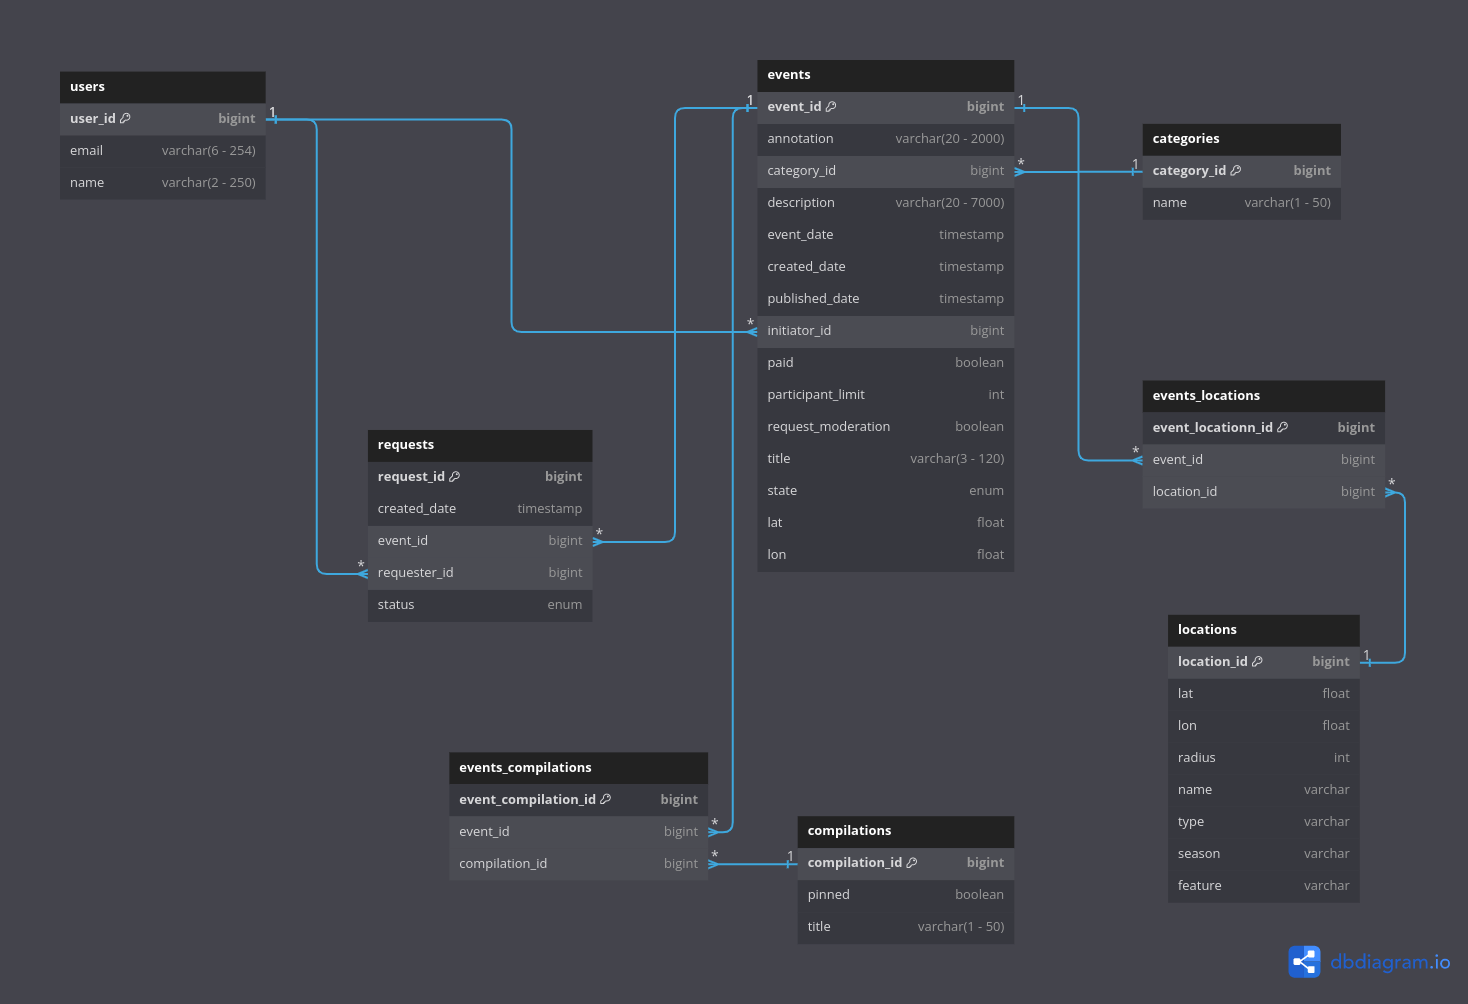 users
user_id bigint
email varchar(6 - 254)
name varchar(2 - 250)
1
1
*
events
event_id bigint
annotation varchar(20 - 2000)
category_id bigint
description varchar(20 - 7000)
event_date timestamp
created_date timestamp
published_date timestamp
initiator_id bigint
paid boolean
participant_limit int
request_moderation boolean
title varchar(3 - 120)
state enum
lat float
lon float
1
*
1
categories
category_id bigint
name varchar(1 - 50)
requests
request_id bigint
created_date timestamp
event_id bigint
requester_id bigint
status enum
*
*
events_locations
event_locationn_id bigint
event_id bigint
location_id bigint
*
*
locations
location_id bigint
lat float
lon float
radius int
name varchar
type varchar
season varchar
feature varchar
1
events_compilations
event_compilation_id bigint
event_id bigint
compilation_id bigint
*
*
1
compilations
compilation_id bigint
pinned boolean
title varchar(1 - 50)
dbdiagram.io